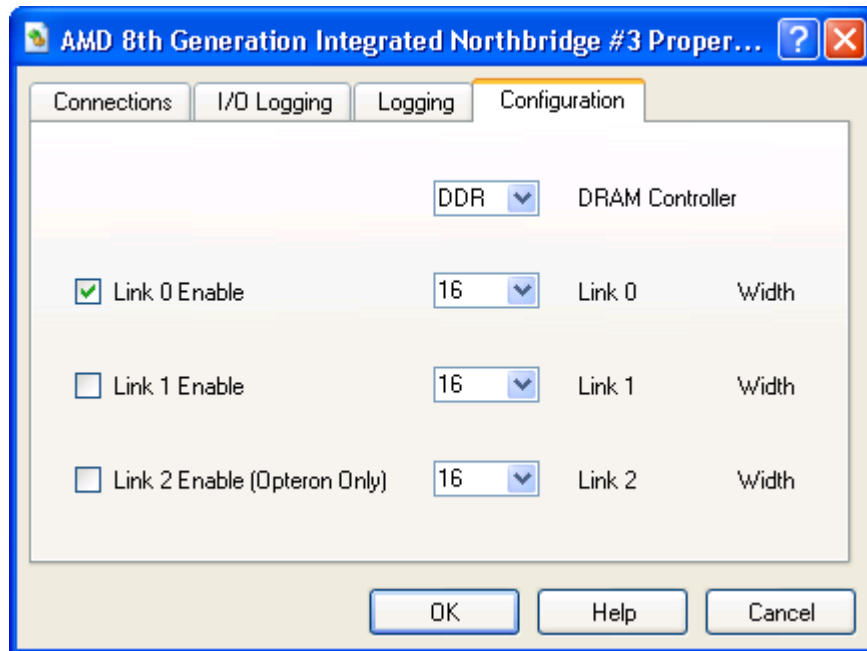 AMD 8th Generation Integrated Northbridge #3 Proper... ?
Connections I/O Logging Logging Configuration
DDR DRAM Controller
Link 0 Enable 16 Link 0 Width
Link 1 Enable 16 Link 1 Width
Link 2 Enable (Opteron Only) 16 Link 2 Width
OK Help Cancel